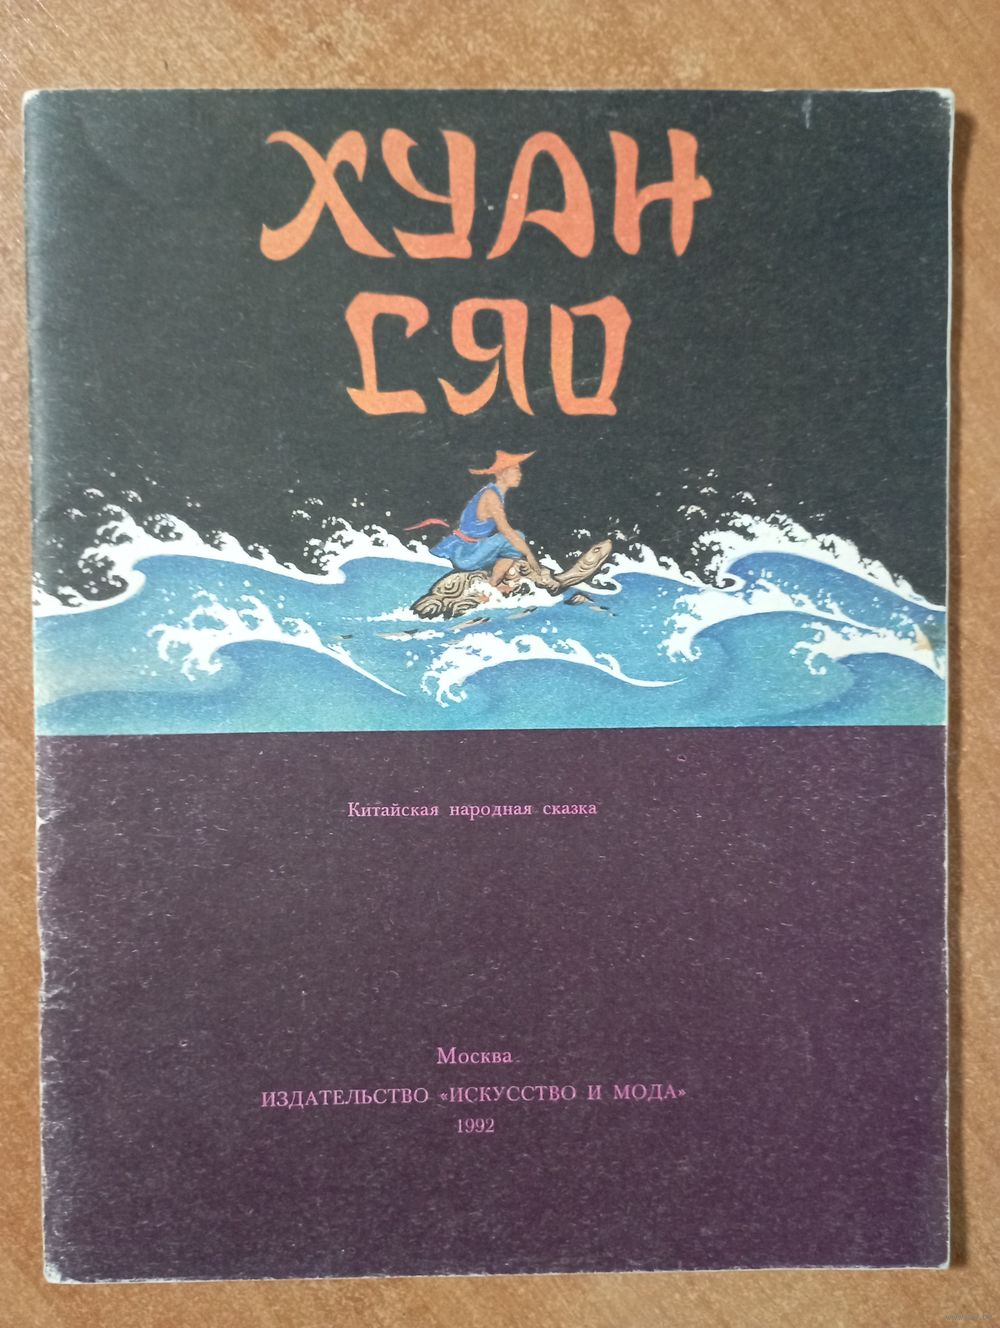 ХУАН
СЯО
Китайская народная сказка
Москва
ИЗДАТЕЛЬСТВО «ИСКУССТВО И МОДА»
1992